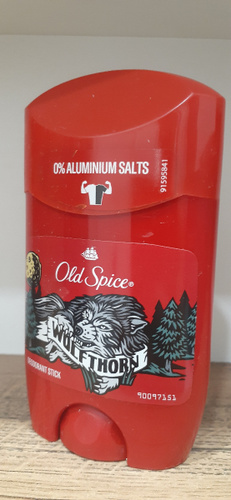 0% ALUMINIUM SALTS
91595841
Old Spice®
WOLFTHORN
DEODORANT STICK
90097151